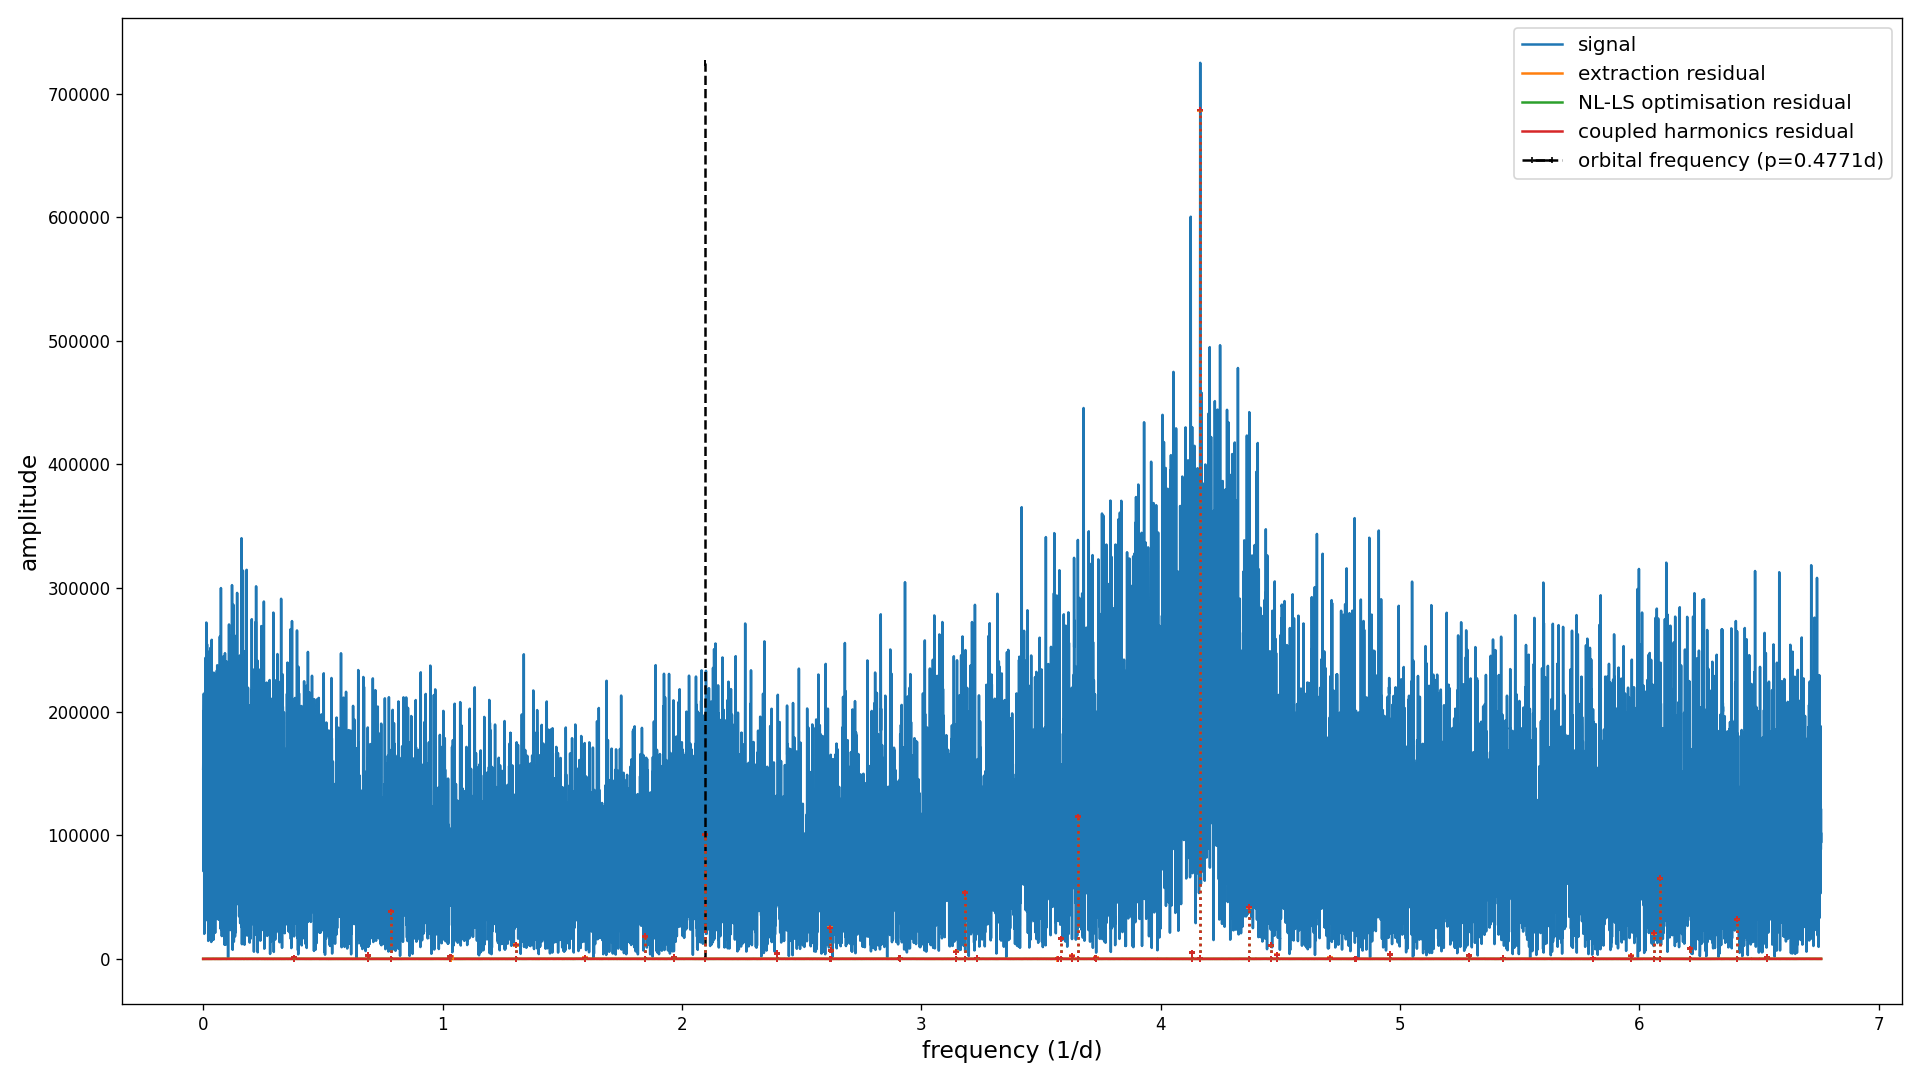 signal
extraction residual
NL-LS optimisation residual
coupled harmonics residual
orbital frequency (p=0.4771d)
700000
600000
500000
400000
300000
200000
100000
0
amplitude
0 1 2 3 4 5 6 7
frequency (1/d)